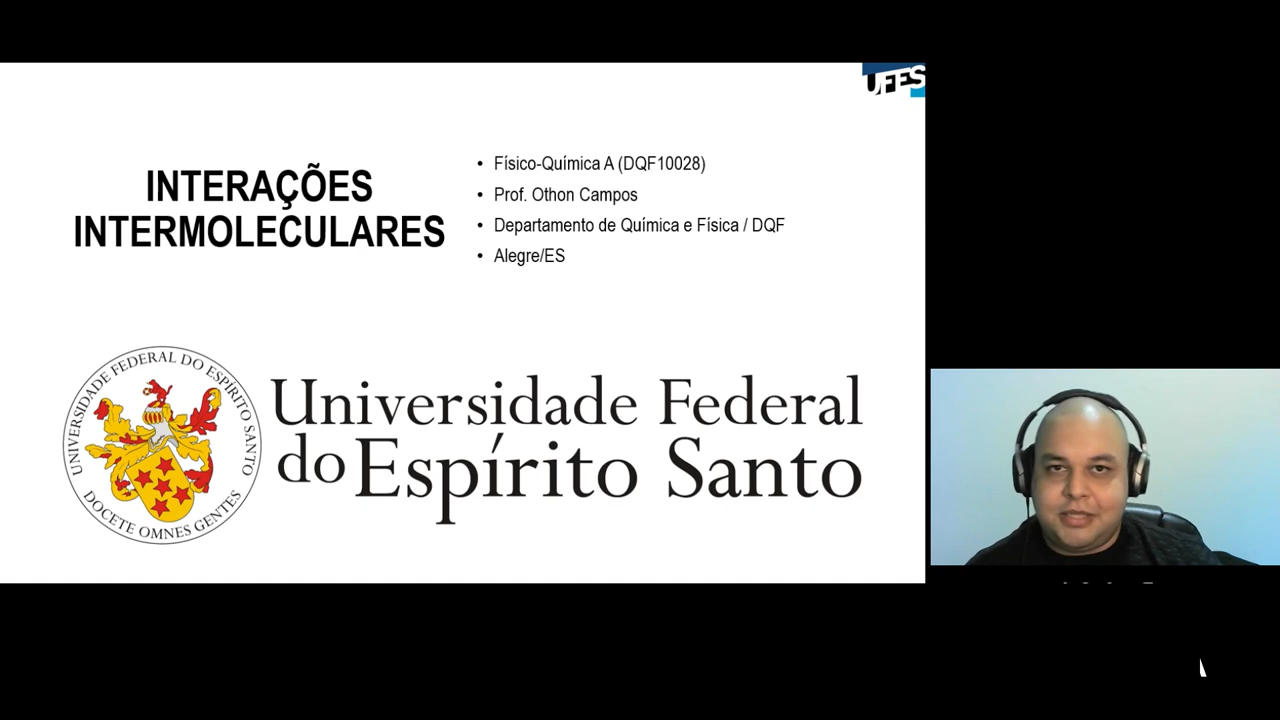 UFES
INTERAÇÕES
INTERMOLECULARES
• Físico-Química A (DQF10028)
• Prof. Othon Campos
• Departamento de Química e Física / DQF
• Alegre/ES
UNIVERSIDADE FEDERAL DO ESPÍRITO SANTO
DOCETE OMNES GENTES
Universidade Federal
do Espírito Santo